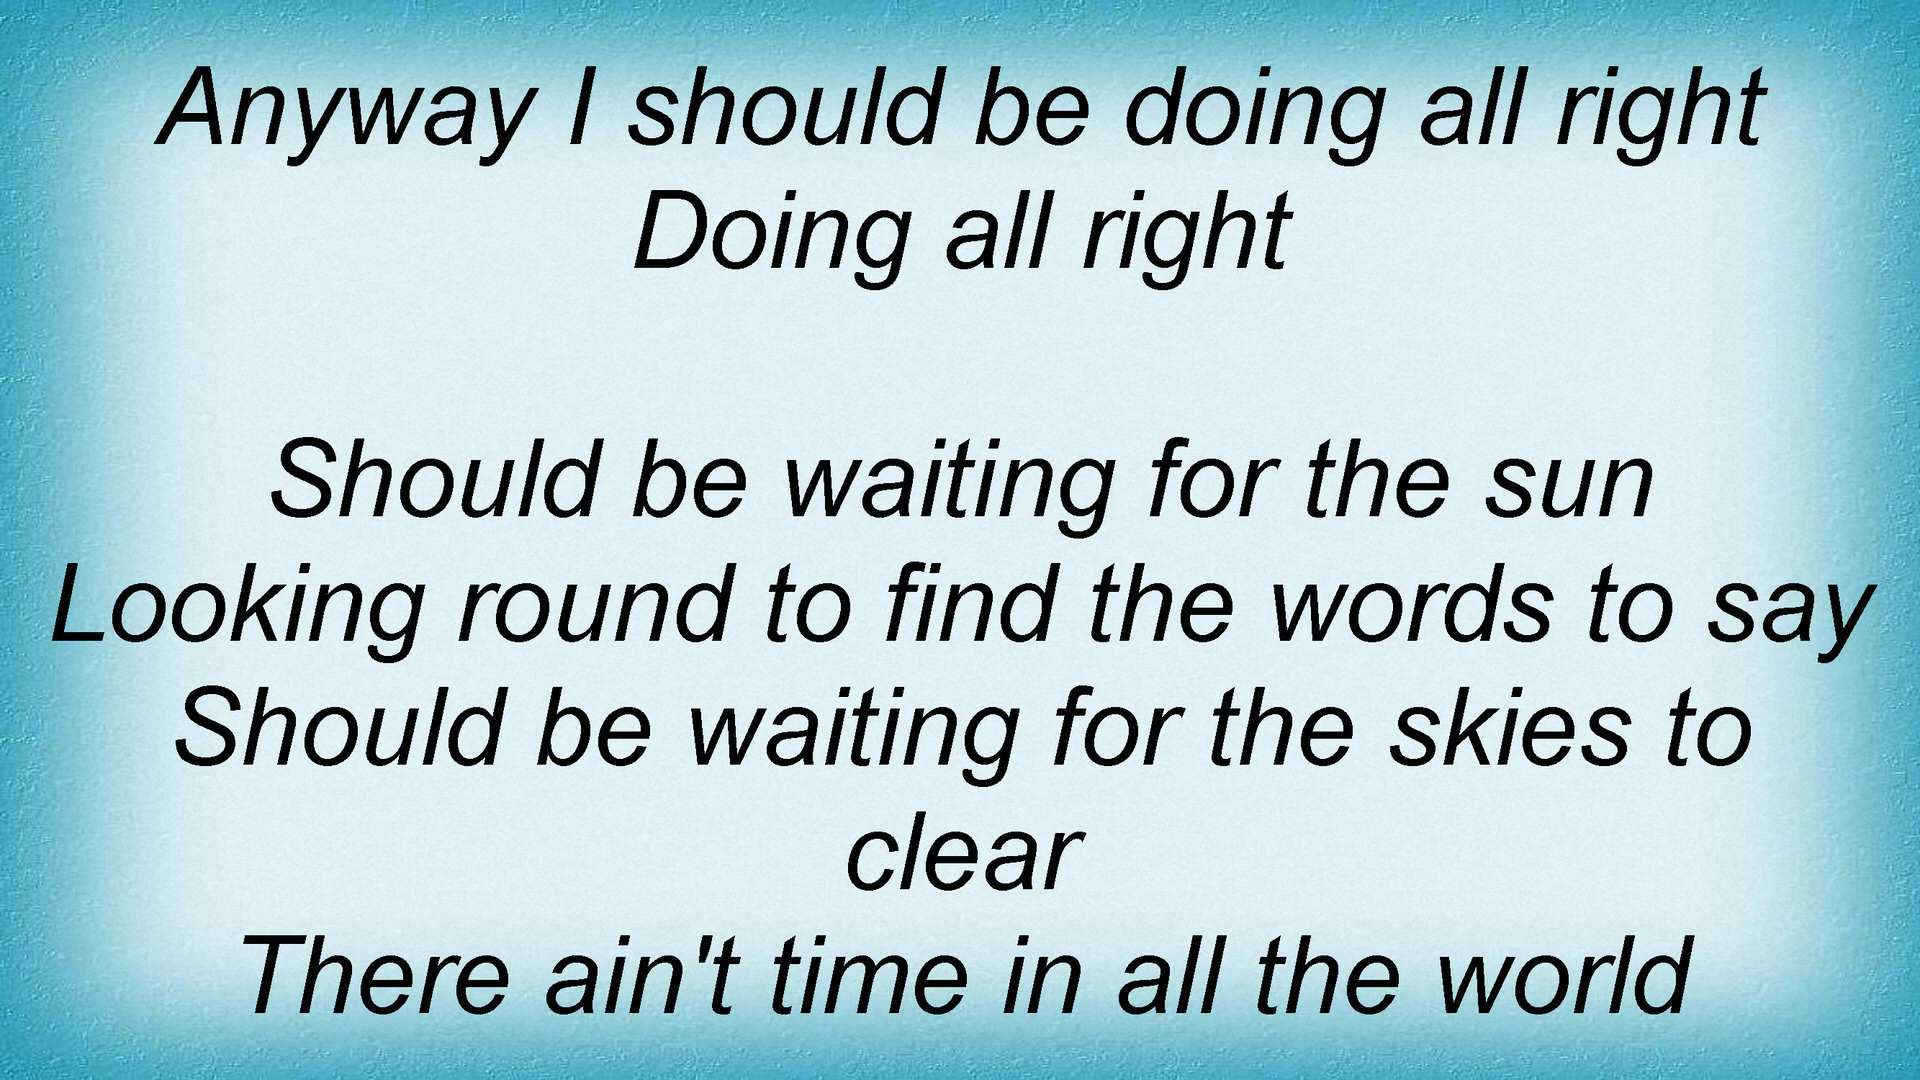 Anyway I should be doing all right
Doing all right
Should be waiting for the sun
Looking round to find the words to say
Should be waiting for the skies to
clear
There ain't time in all the world